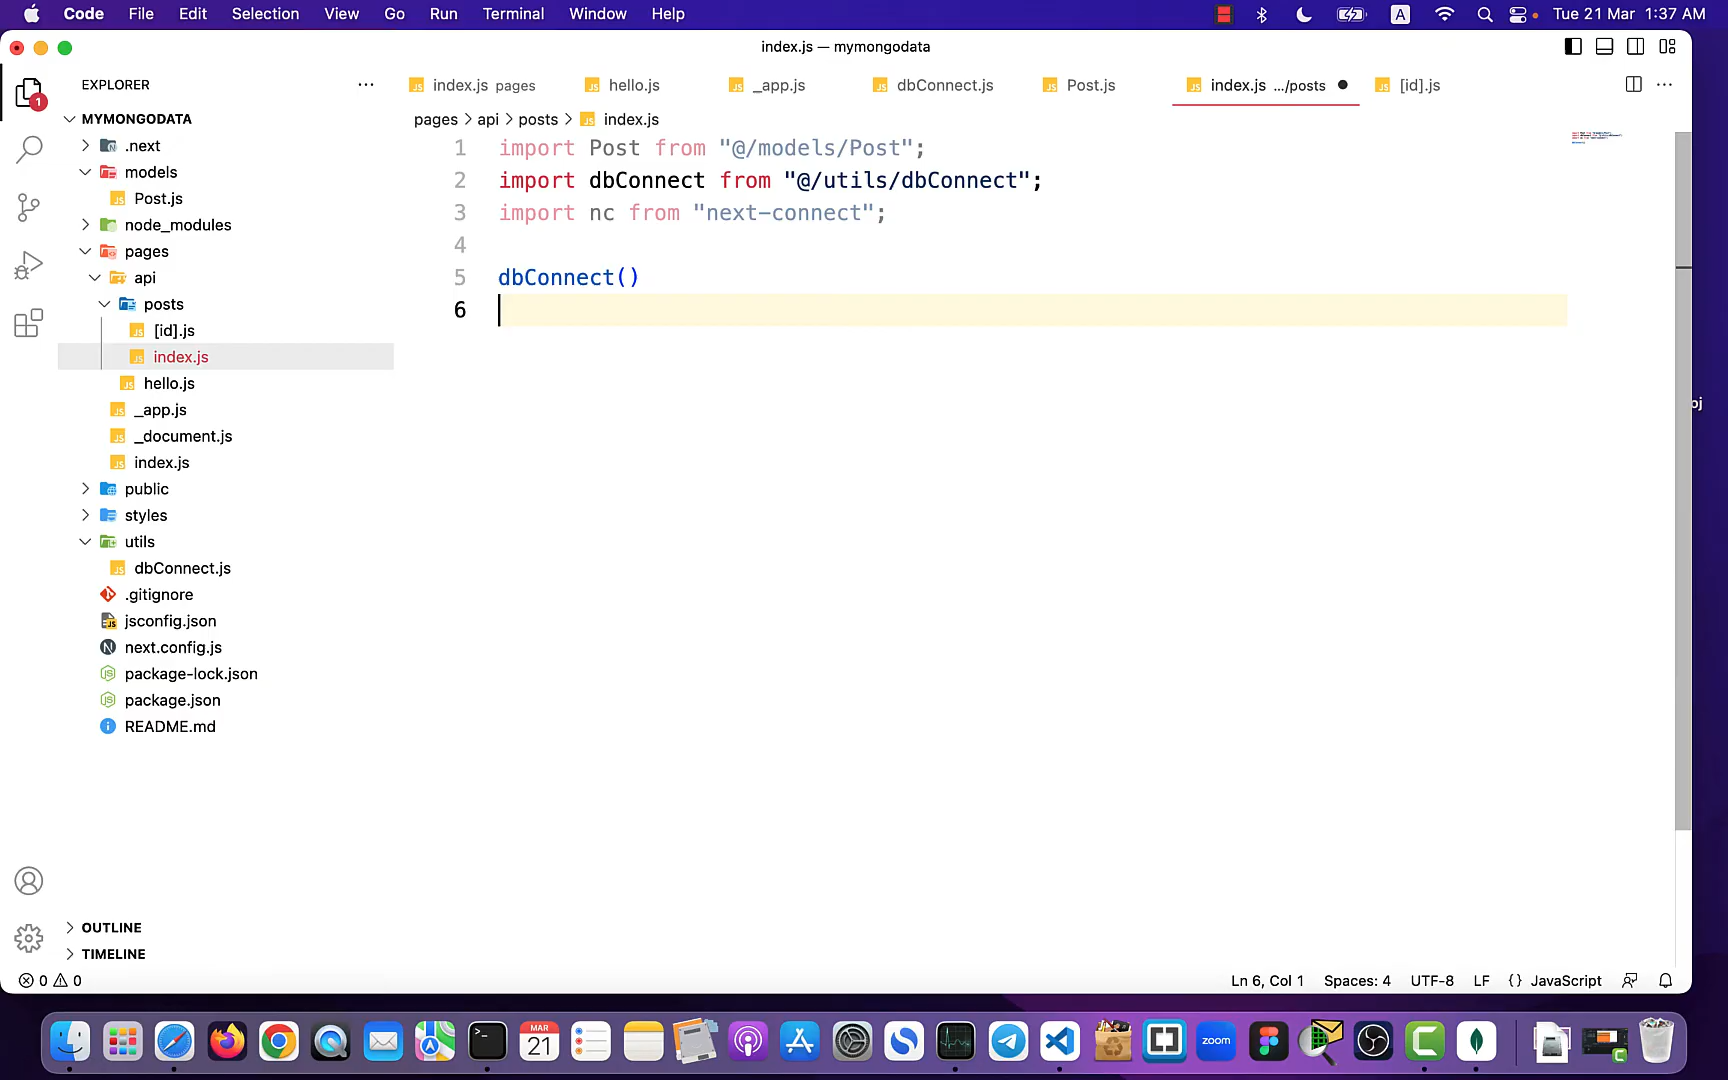 Code File Edit Selection View Go Run Terminal Window Help A Tue 21 Mar 1:37 AM
index.js — mymongodata
EXPLORER
index.js pages hello.js _app.js dbConnect.js Post.js index.js .../posts [id].js
1
MYMONGODATA
pages > api > posts > index.js
.next
models
Post.js
node_modules
pages
api
posts
[id].js
index.js
hello.js
_app.js
_document.js
index.js
public
styles
utils
dbConnect.js
.gitignore
jsconfig.json
next.config.js
package-lock.json
package.json
README.md
1 import Post from "@/models/Post";
2 import dbConnect from "@/utils/dbConnect";
3 import nc from "next-connect";
4
5 dbConnect()
6
oj
OUTLINE
TIMELINE
0 0 Ln 6, Col 1 Spaces: 4 UTF-8 LF {} JavaScript
MAR
21
zoom